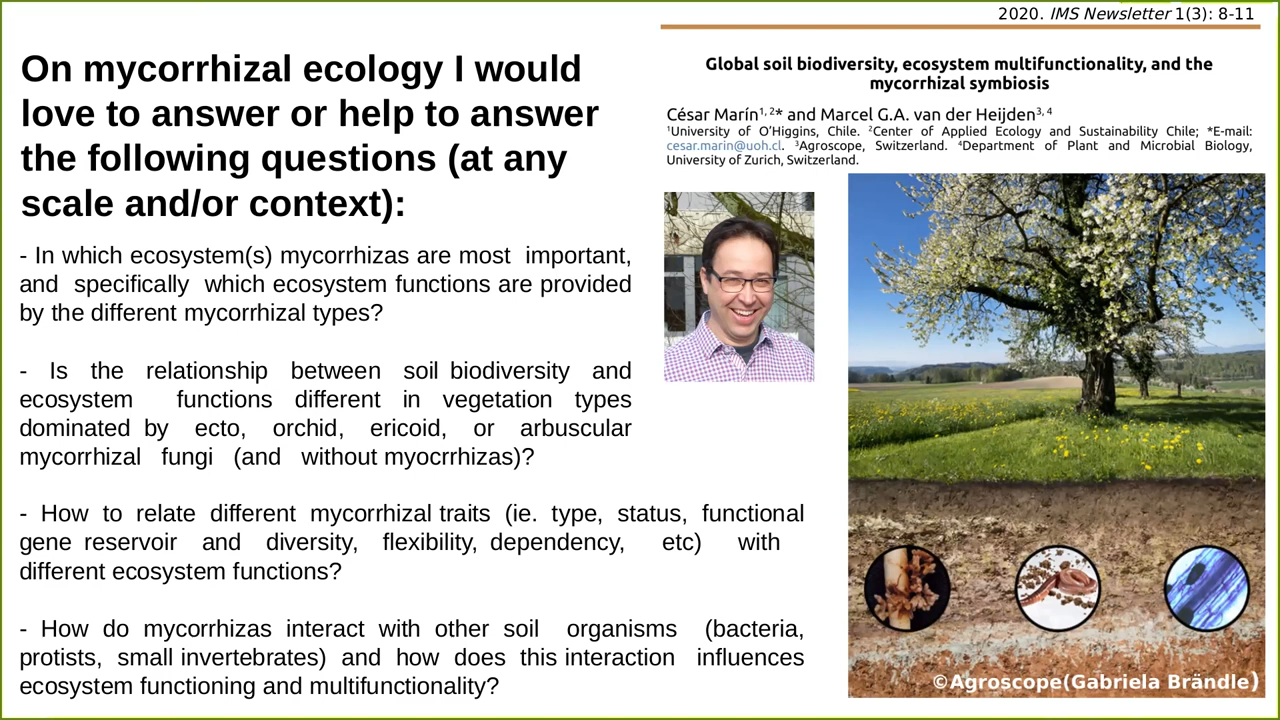 2020. IMS Newsletter 1(3): 8-11
On mycorrhizal ecology I would
love to answer or help to answer
the following questions (at any
scale and/or context):
- In which ecosystem(s) mycorrhizas are most important,
and specifically which ecosystem functions are provided
by the different mycorrhizal types?
- Is the relationship between soil biodiversity and
ecosystem functions different in vegetation types
dominated by ecto, orchid, ericoid, or arbuscular
mycorrhizal fungi (and without myocrrhizas)?
- How to relate different mycorrhizal traits (ie. type, status, functional
gene reservoir and diversity, flexibility, dependency, etc) with
different ecosystem functions?
- How do mycorrhizas interact with other soil organisms (bacteria,
protists, small invertebrates) and how does this interaction influences
ecosystem functioning and multifunctionality?
Global soil biodiversity, ecosystem multifunctionality, and the
mycorrhizal symbiosis
César Marín1, 2* and Marcel G.A. van der Heijden3, 4
1University of O’Higgins, Chile. 2Center of Applied Ecology and Sustainability Chile; *E-mail:
cesar.marin@uoh.cl. 3Agroscope, Switzerland. 4Department of Plant and Microbial Biology,
University of Zurich, Switzerland.
©Agroscope(Gabriela Brändle)